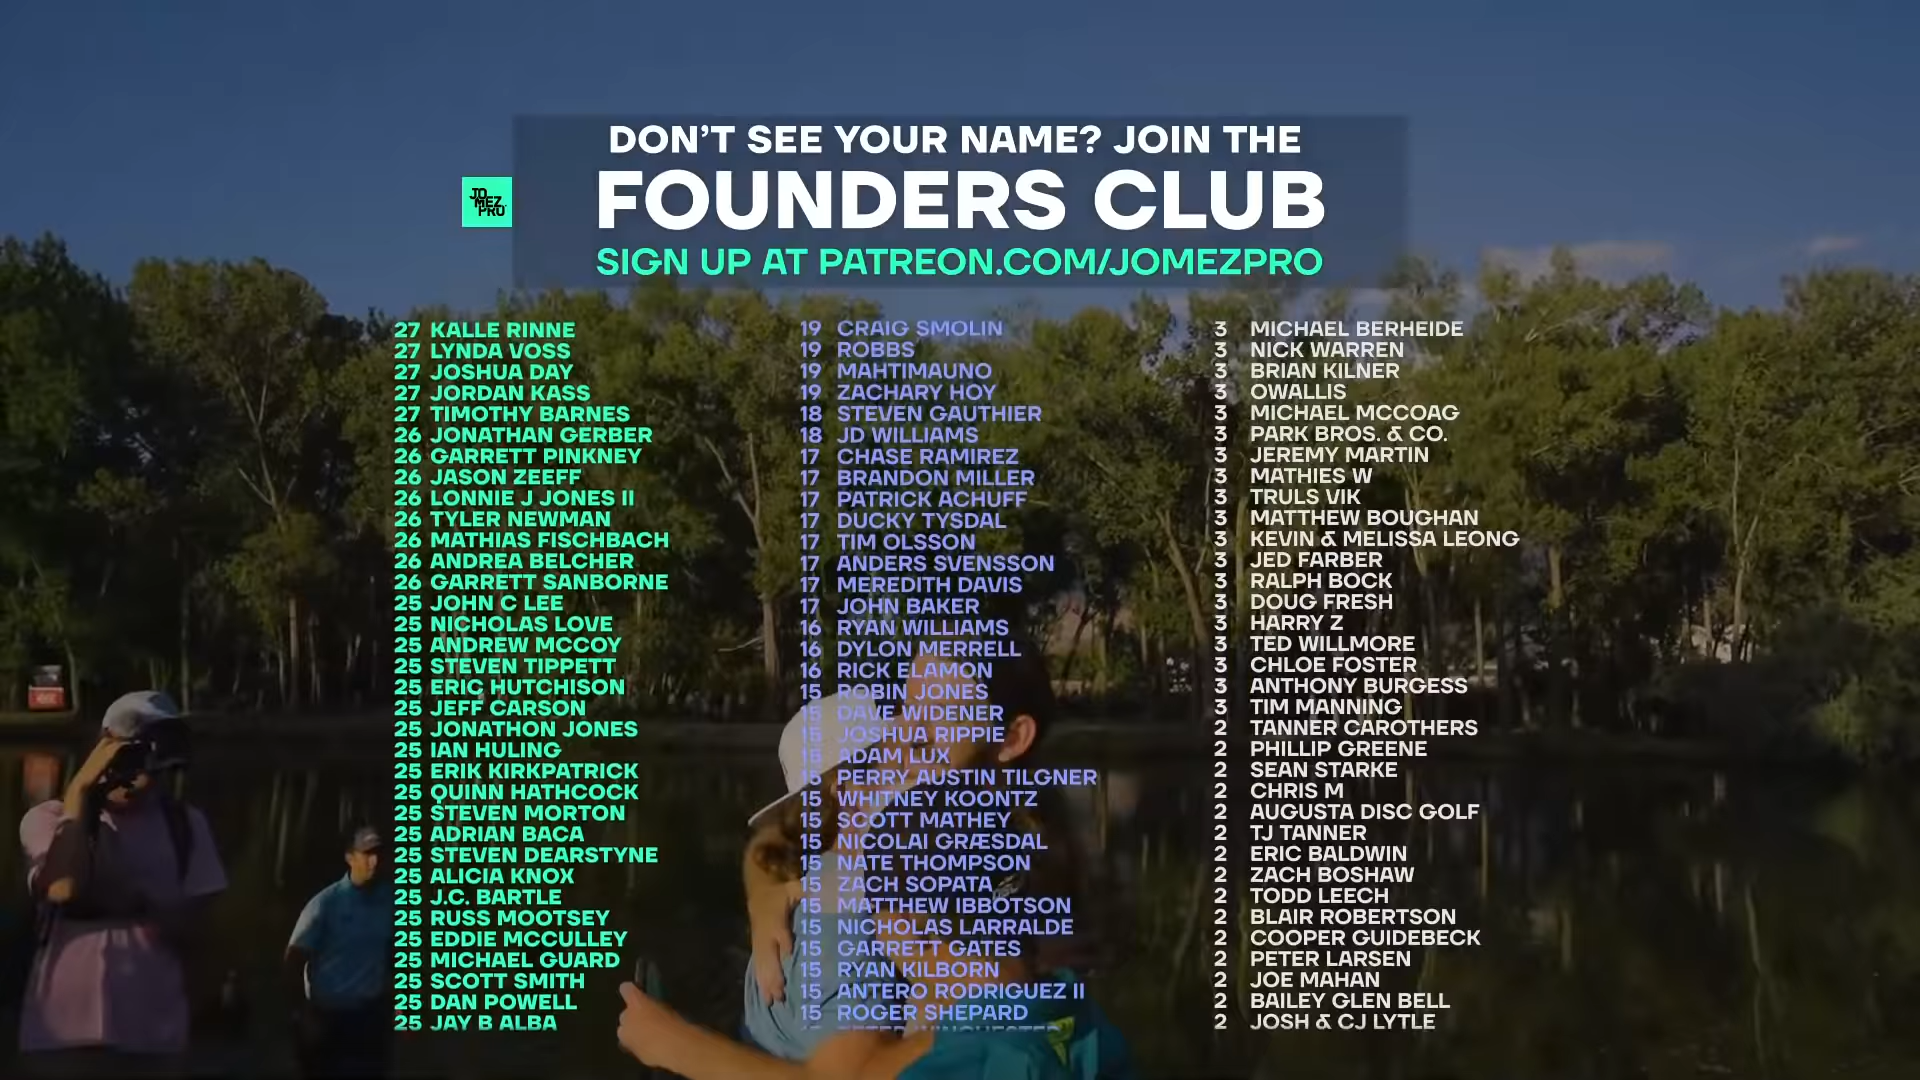 DON'T SEE YOUR NAME? JOIN THE
JO
MEZ
PRO
FOUNDERS CLUB
SIGN UP AT PATREON.COM/JOMEZPRO
27 KALLE RINNE
27 LYNDA VOSS
27 JOSHUA DAY
27 JORDAN KASS
27 TIMOTHY BARNES
26 JONATHAN GERBER
26 GARRETT PINKNEY
26 JASON ZEEFF
26 LONNIE J JONES II
26 TYLER NEWMAN
26 MATHIAS FISCHBACH
26 ANDREA BELCHER
26 GARRETT SANBORNE
25 JOHN C LEE
25 NICHOLAS LOVE
25 ANDREW MCCOY
25 STEVEN TIPPETT
25 ERIC HUTCHISON
25 JEFF CARSON
25 JONATHON JONES
25 IAN HULING
25 ERIK KIRKPATRICK
25 QUINN HATHCOCK
25 STEVEN MORTON
25 ADRIAN BACA
25 STEVEN DEARSTYNE
25 ALICIA KNOX
25 J.C. BARTLE
25 RUSS MOOTSEY
25 EDDIE MCCULLEY
25 MICHAEL GUARD
25 SCOTT SMITH
25 DAN POWELL
25 JAY B ALBA
19 CRAIG SMOLIN
19 ROBBS
19 MAHTIMAUNO
19 ZACHARY HOY
18 STEVEN GAUTHIER
18 JD WILLIAMS
17 CHASE RAMIREZ
17 BRANDON MILLER
17 PATRICK ACHUFF
17 DUCKY TYSDAL
17 TIM OLSSON
17 ANDERS SVENSSON
17 MEREDITH DAVIS
17 JOHN BAKER
16 RYAN WILLIAMS
16 DYLON MERRELL
16 RICK ELAMON
15 ROBIN JONES
15 DAVE WIDENER
15 JOSHUA RIPPIE
15 ADAM LUX
15 PERRY AUSTIN TILGNER
15 WHITNEY KOONTZ
15 SCOTT MATHEY
15 NICOLAI GRÆSDAL
15 NATE THOMPSON
15 ZACH SOPATA
15 MATTHEW IBBOTSON
15 NICHOLAS LARRALDE
15 GARRETT GATES
15 RYAN KILBORN
15 ANTERO RODRIGUEZ II
15 ROGER SHEPARD
3 MICHAEL BERHEIDE
3 NICK WARREN
3 BRIAN KILNER
3 OWALLIS
3 MICHAEL MCCOAG
3 PARK BROS. & CO.
3 JEREMY MARTIN
3 MATHIES W
3 TRULS VIK
3 MATTHEW BOUGHAN
3 KEVIN & MELISSA LEONG
3 JED FARBER
3 RALPH BOCK
3 DOUG FRESH
3 HARRY Z
3 TED WILLMORE
3 CHLOE FOSTER
3 ANTHONY BURGESS
3 TIM MANNING
2 TANNER CAROTHERS
2 PHILLIP GREENE
2 SEAN STARKE
2 CHRIS M
2 AUGUSTA DISC GOLF
2 TJ TANNER
2 ERIC BALDWIN
2 ZACH BOSHAW
2 TODD LEECH
2 BLAIR ROBERTSON
2 COOPER GUIDEBECK
2 PETER LARSEN
2 JOE MAHAN
2 BAILEY GLEN BELL
2 JOSH & CJ LYTLE